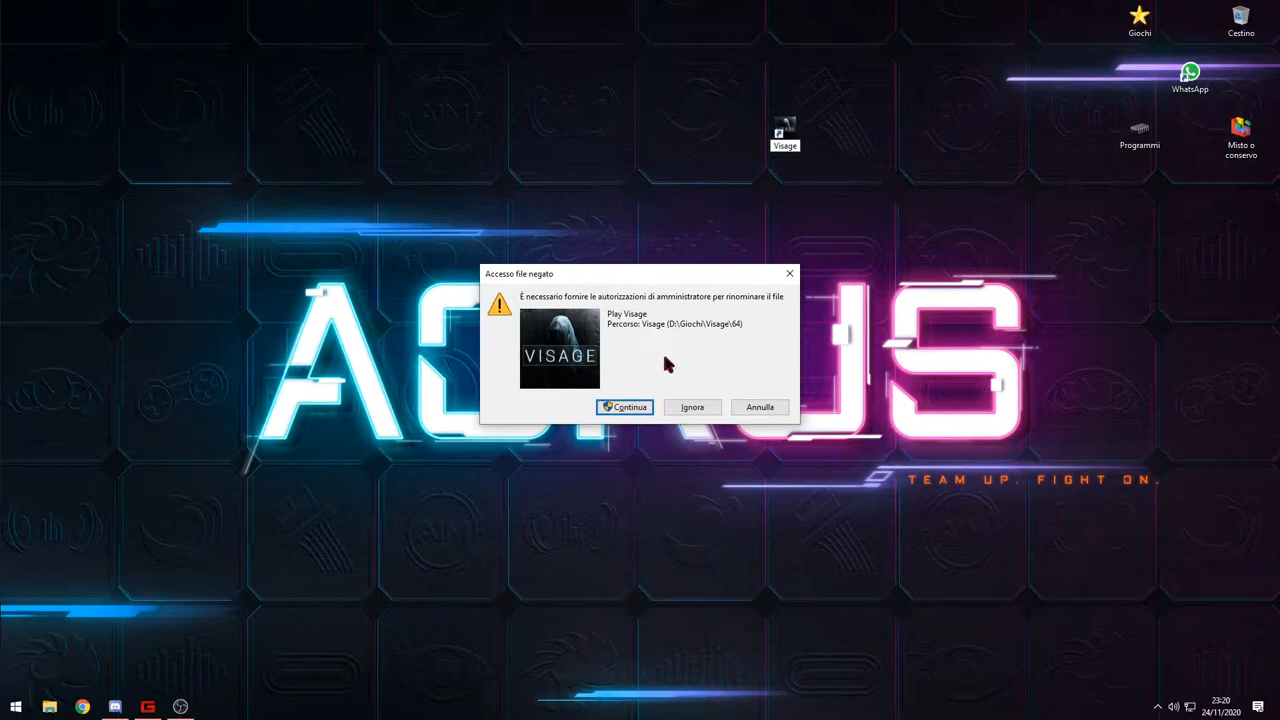 Giochi
Cestino
WhatsApp
Visage
Programmi
Misto o
conservo
Accesso file negato
È necessario fornire le autorizzazioni di amministratore per rinominare il file
Play Visage
Percorso: Visage (D:\Giochi\Visage\64)
VISAGE
Continua
Ignora
Annulla
AORUS
TEAM UP. FIGHT ON.
23:20
24/11/2020